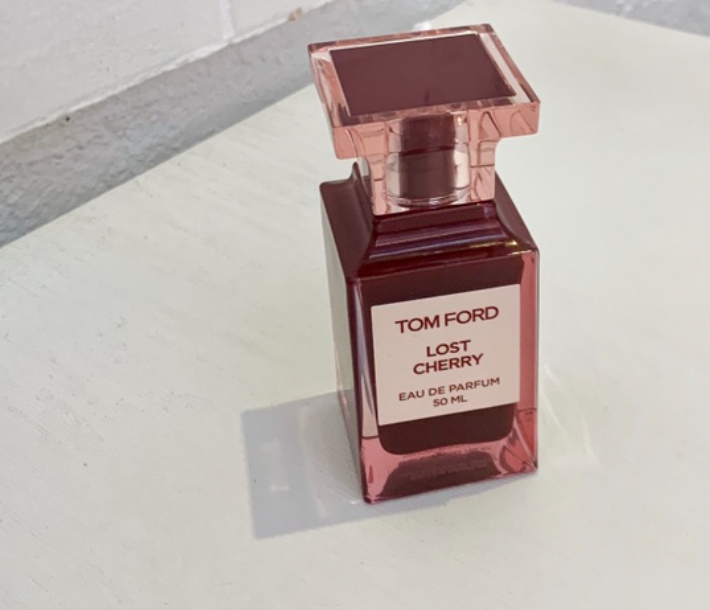 TOM FORD
LOST
CHERRY
EAU DE PARFUM
50 ML